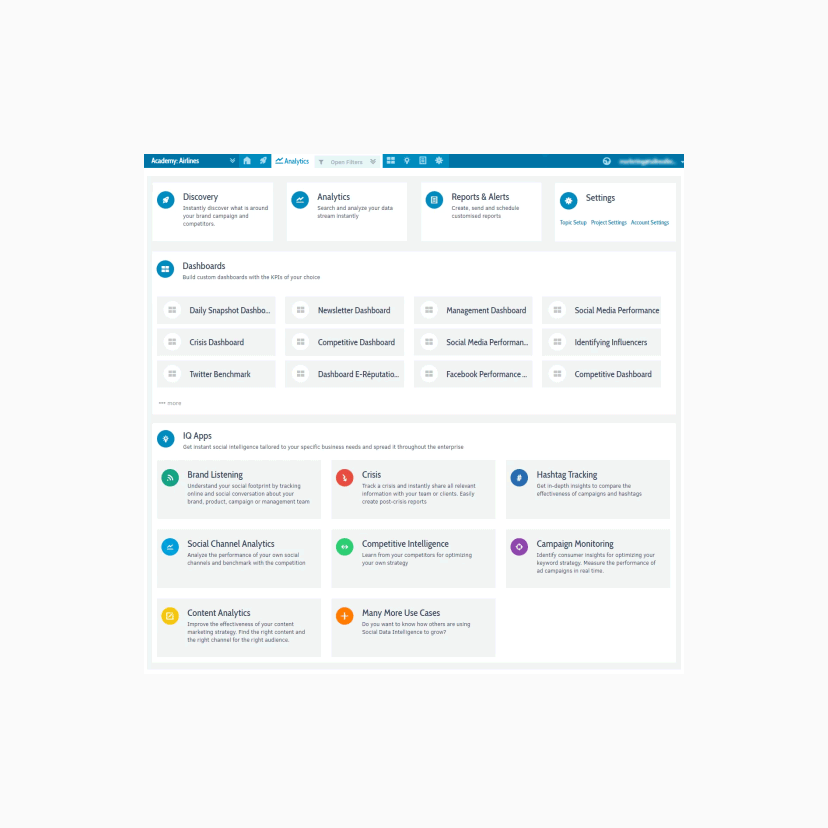 Academy: Airlines
Analytics
Open Filters
Discovery
Instantly discover what is around
your brand campaign and
competitors.
Analytics
Search and analyze your data
stream instantly
Reports & Alerts
Create, send and schedule
customised reports
Settings
Topic Setup Project Settings Account Settings
Dashboards
Build custom dashboards with the KPIs of your choice
Daily Snapshot Dashbo...
Newsletter Dashboard
Management Dashboard
Social Media Performance
Crisis Dashboard
Competitive Dashboard
Social Media Performan...
Identifying Influencers
Twitter Benchmark
Dashboard E-Réputatio...
Facebook Performance ...
Competitive Dashboard
••• more
IQ Apps
Get instant social intelligence tailored to your specific business needs and spread it throughout the enterprise
Brand Listening
Understand your social footprint by tracking
online and social conversation about your
brand, product, campaign or management team
Crisis
Track a crisis and instantly share all relevant
information with your team or clients. Easily
create post-crisis reports
Hashtag Tracking
Get in-depth insights to compare the
effectiveness of campaigns and hashtags
Social Channel Analytics
Analyze the performance of your own social
channels and benchmark with the competition
Competitive Intelligence
Learn from your competitors for optimizing
your own strategy
Campaign Monitoring
Identify consumer insights for optimizing your
keyword strategy. Measure the performance of
ad campaigns in real time.
Content Analytics
Improve the effectiveness of your content
marketing strategy. Find the right content and
the right channel for the right audience.
Many More Use Cases
Do you want to know how others are using
Social Data Intelligence to grow?